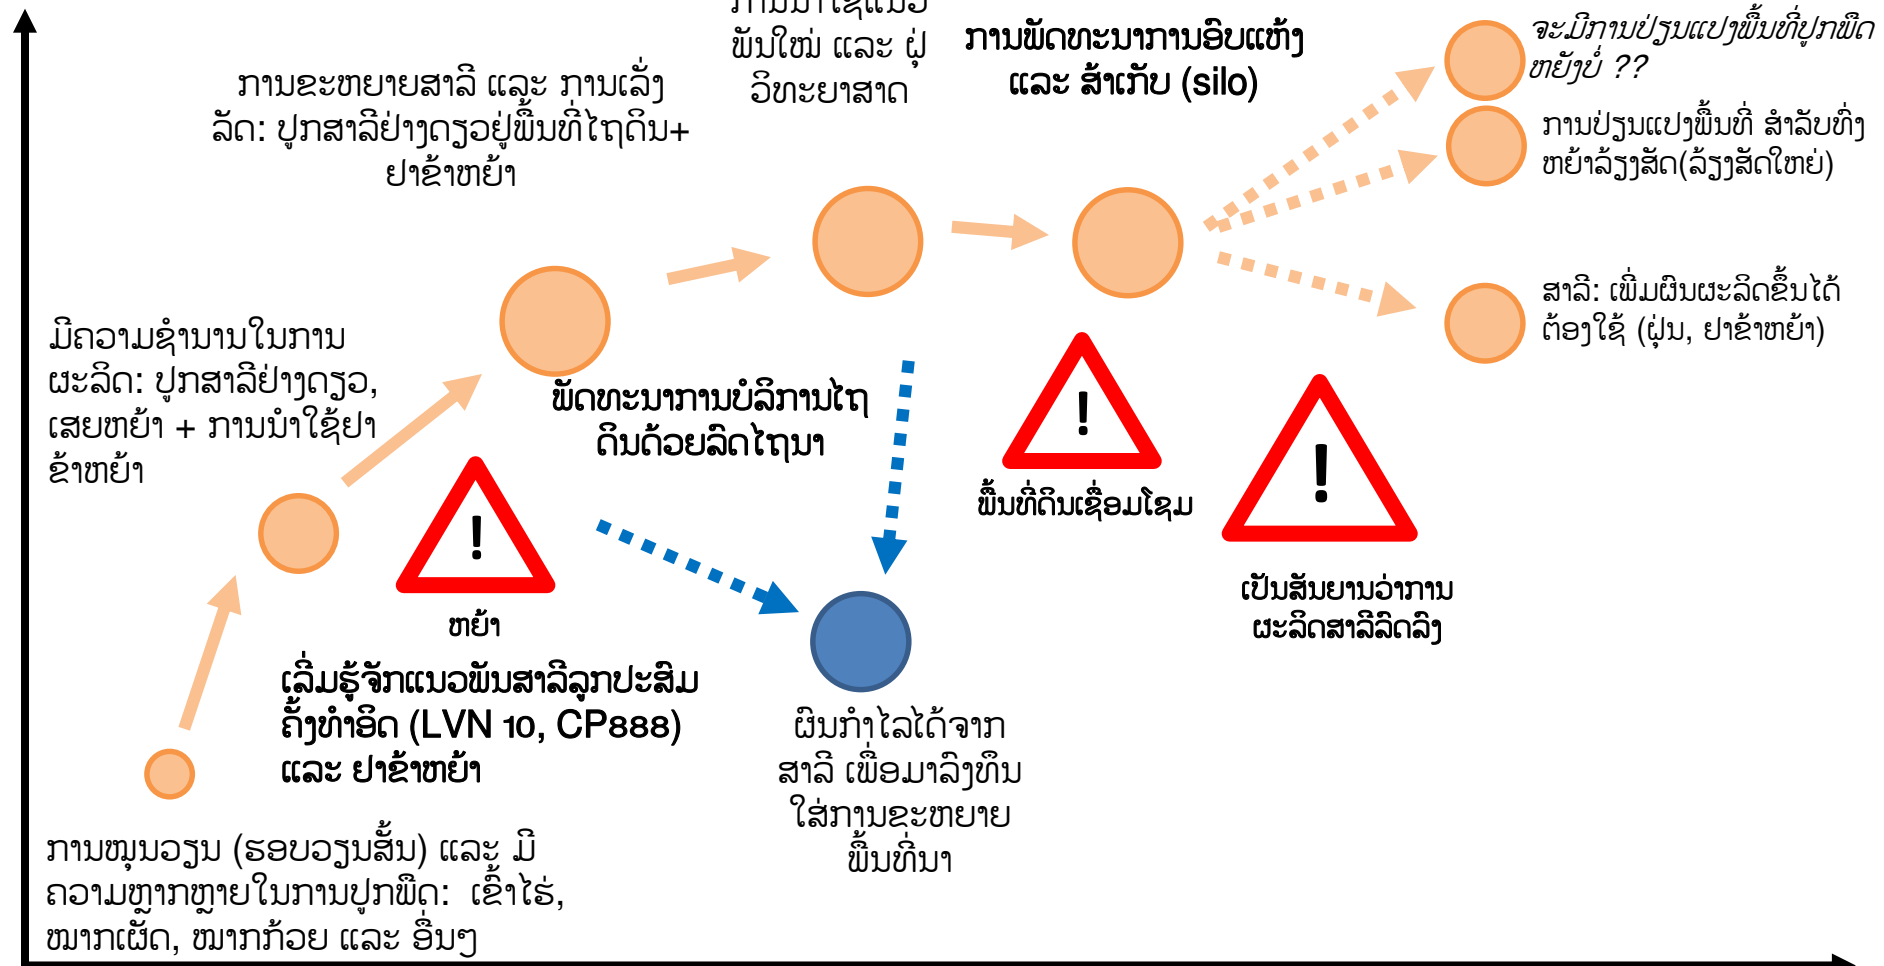 ການນຳໃຊ້ແນວ
ພັນໃໝ່ ແລະ ຝຸ່
ວິທະຍາສາດ
ການພັດທະນາການອົບແຫ້ງ
ແລະ ສ້າເກັບ (silo)
ຈະມີການປ່ຽນແປງພື້ນທີ່ປູກພືດ
ຫຍັງບໍ່ ??
ການຂະຫຍາຍສາລີ ແລະ ການເລັ່ງ
ລັດ: ປູກສາລີຢ່າງດຽວຢູ່ພື້ນທີ່ໄຖດິນ+
ຢາຂ້າຫຍ້າ
ການປ່ຽນແປງພື້ນທີ່ ສຳລັບທົ່ງ
ຫຍ້າລ້ຽງສັດ(ລ້ຽງສັດໃຫຍ່)
ສາລີ: ເພີ່ມຜົນຜະລິດຂຶ້ນໄດ້
ຕ້ອງໃຊ້ (ຝຸ່ນ, ຢາຂ້າຫຍ້າ)
ມີຄວາມຊຳນານໃນການ
ຜະລິດ: ປູກສາລີຢ່າງດຽວ,
ເສຍຫຍ້າ + ການນຳໃຊ້ຢາ
ຂ້າຫຍ້າ
ພັດທະນາການບໍລິການໄຖ
ດິນດ້ວຍລົດໄຖນາ
!
ພື້ນທີ່ດິນເຊື່ອມໂຊມ
!
ເປັນສັນຍານວ່າການ
ຜະລິດສາລີລົດລົງ
!
ຫຍ້າ
ເລີ່ມຮູ້ຈັກແນວພັນສາລີລູກປະສົມ
ຄັ້ງທຳອິດ (LVN 10, CP888)
ແລະ ຢາຂ້າຫຍ້າ
ຜົນກຳໄລໄດ້ຈາກ
ສາລີ ເພື່ອມາລົງທຶນ
ໃສ່ການຂະຫຍາຍ
ພື້ນທີ່ນາ
ການໝຸນວຽນ (ຮອບວຽນສັ້ນ) ແລະ ມີ
ຄວາມຫຼາກຫຼາຍໃນການປູກພືດ: ເຂົ້າໄຮ່,
ໝາກເຜັດ, ໝາກກ້ວຍ ແລະ ອື່ນໆ